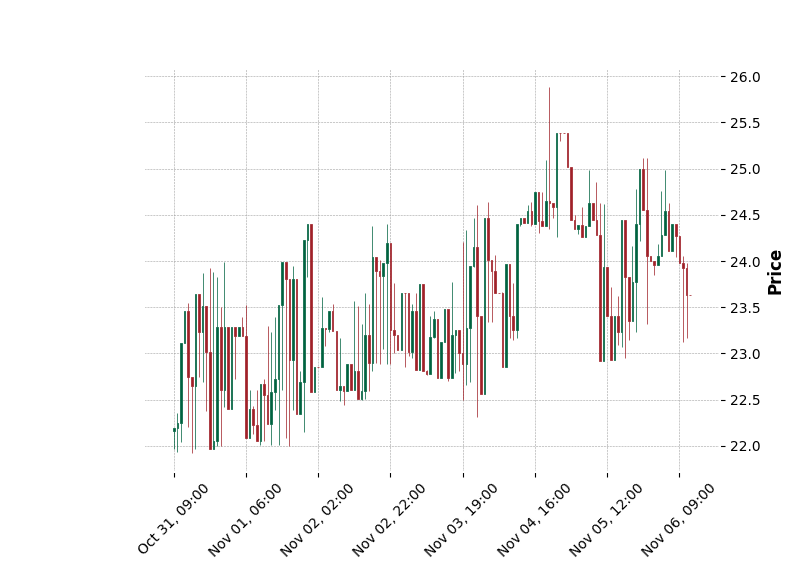 26.0
25.5
25.0
24.5
24.0
23.5
23.0
22.5
22.0
Price
Oct 31, 09:00
Nov 01, 06:00
Nov 02, 02:00
Nov 02, 22:00
Nov 03, 19:00
Nov 04, 16:00
Nov 05, 12:00
Nov 06, 09:00